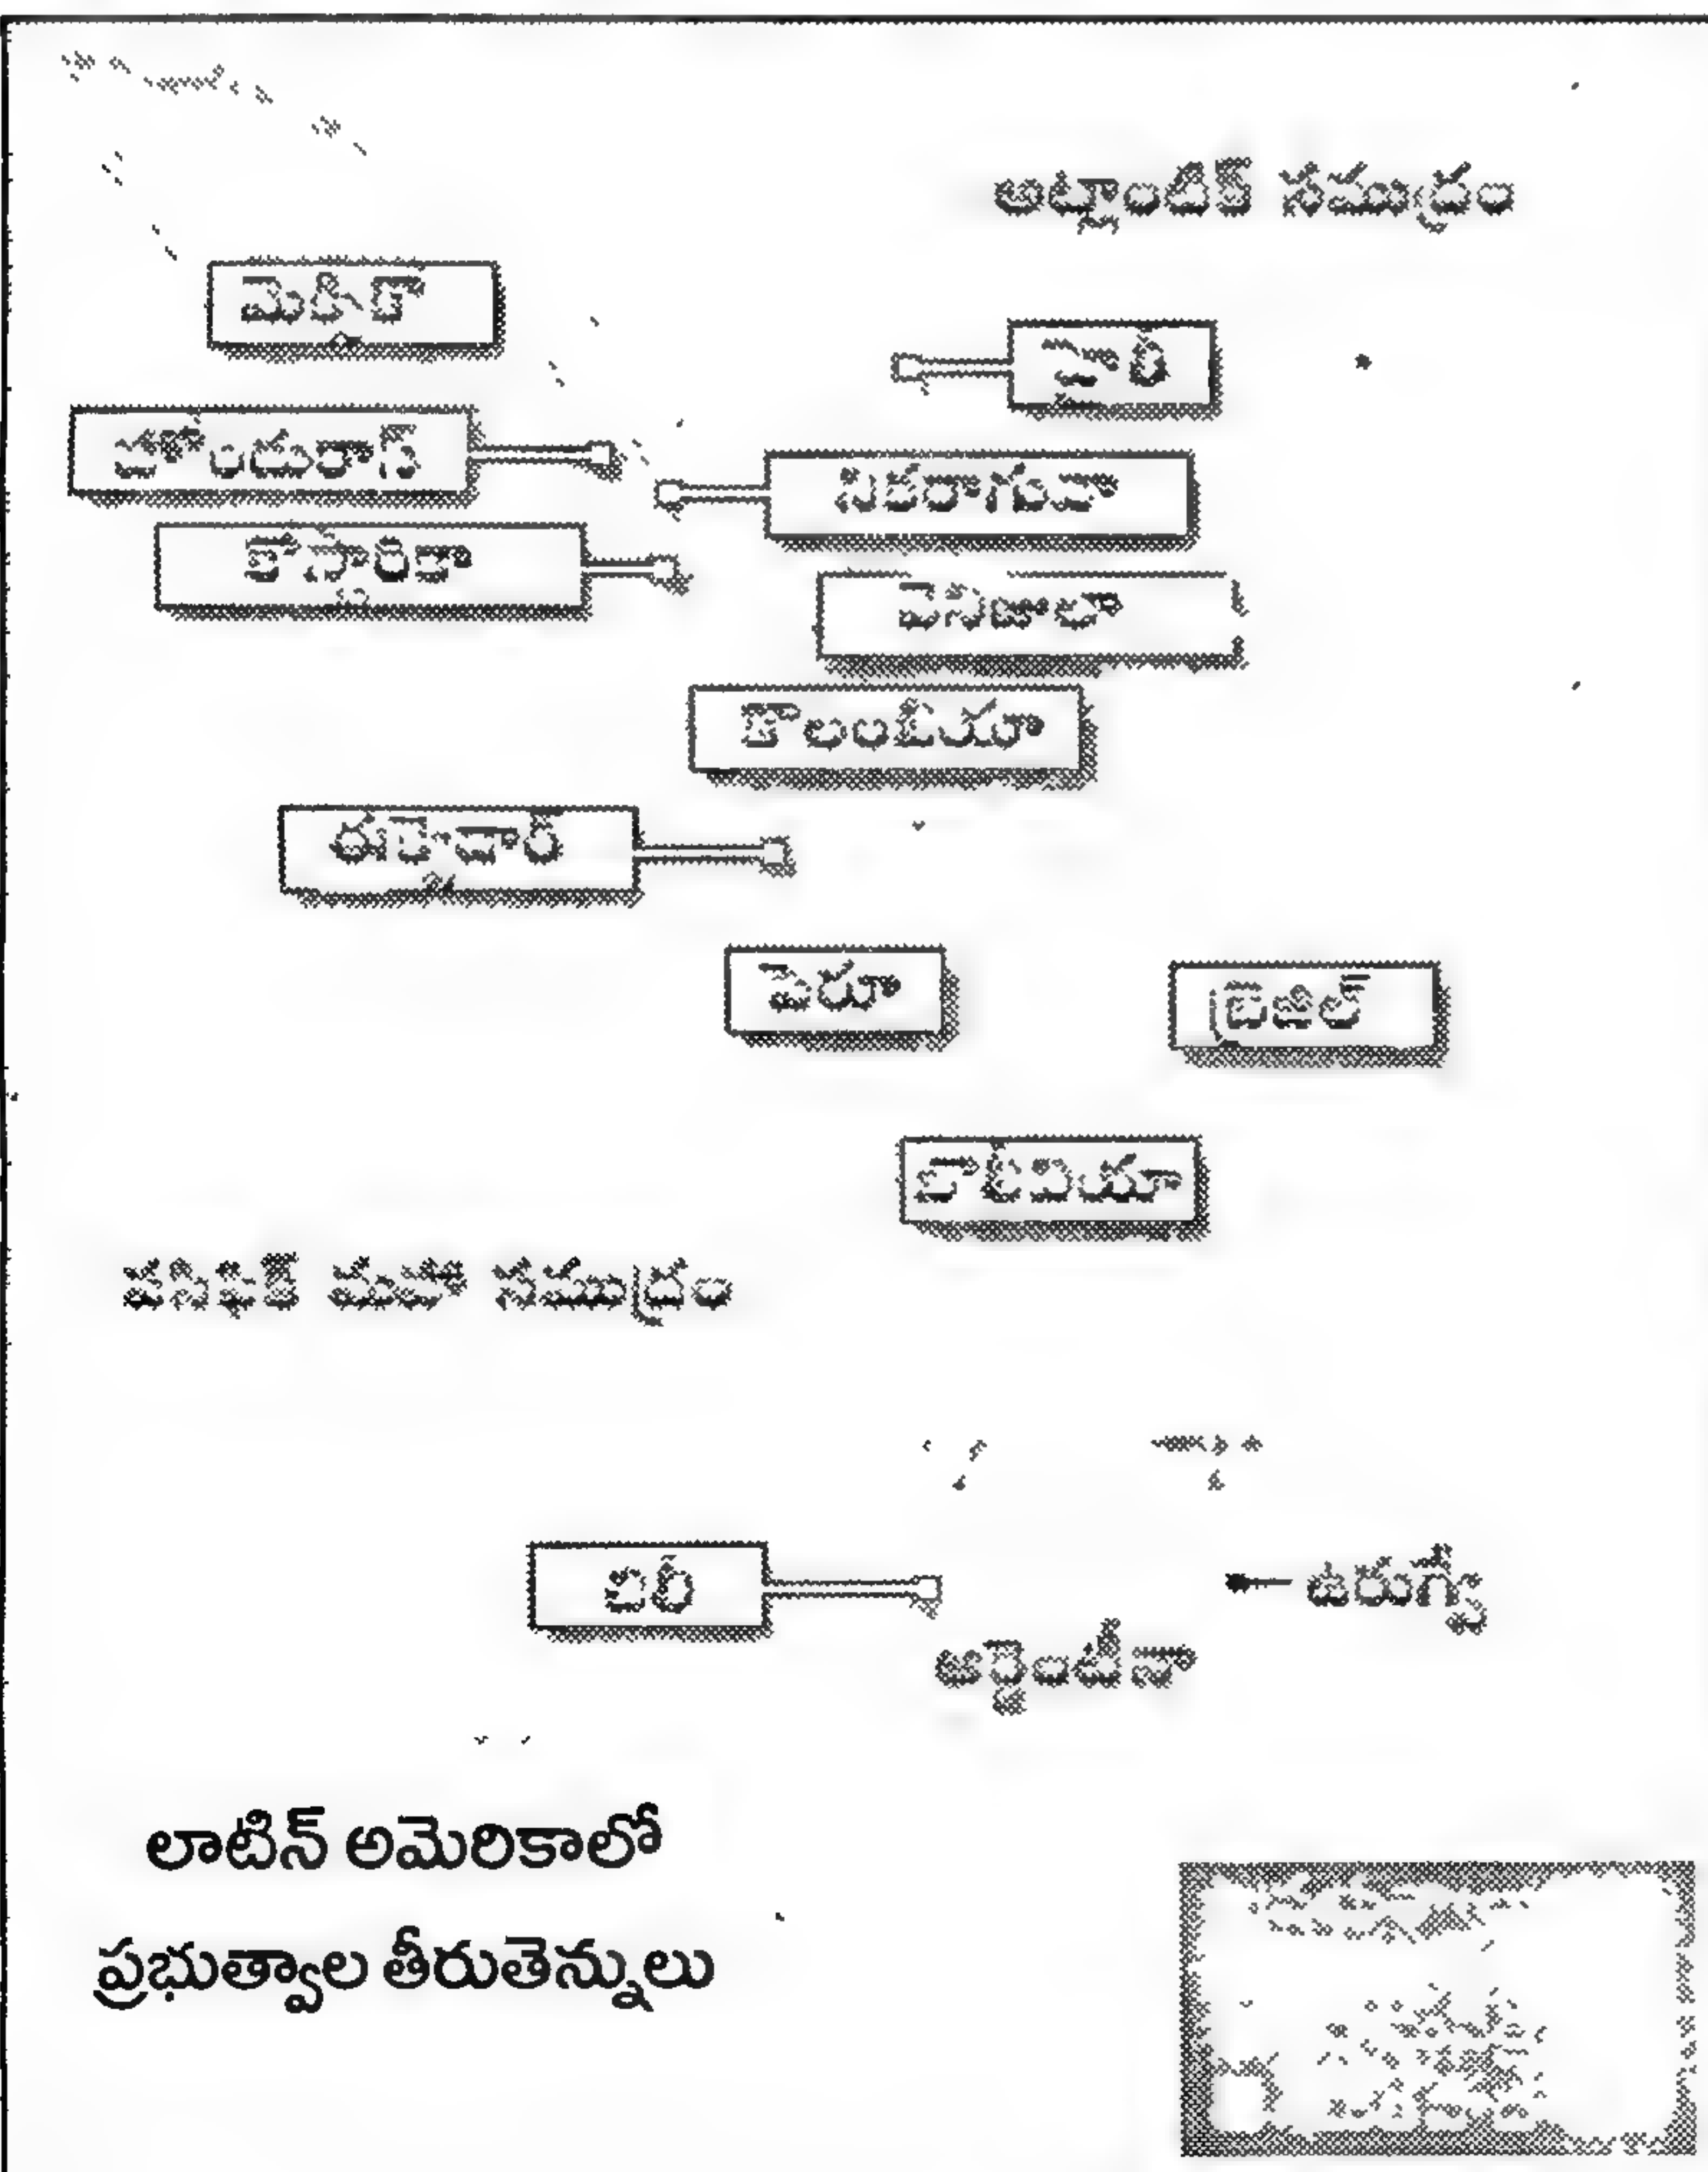 అట్లాంటిక్ సముద్రం
మెక్సికో
హైతీ
హోండురాస్
నికరాగువా
కోస్టారికా
వెనిజులా
కొలంబియా
ఈక్వెడార్
పెరూ
బ్రెజిల్
బొలీవియా
పసిఫిక్ మహా సముద్రం
చిలీ
ఉరుగ్వే
అర్జెంటీనా
లాటిన్ అమెరికాలో
ప్రభుత్వాల తీరుతెన్నులు